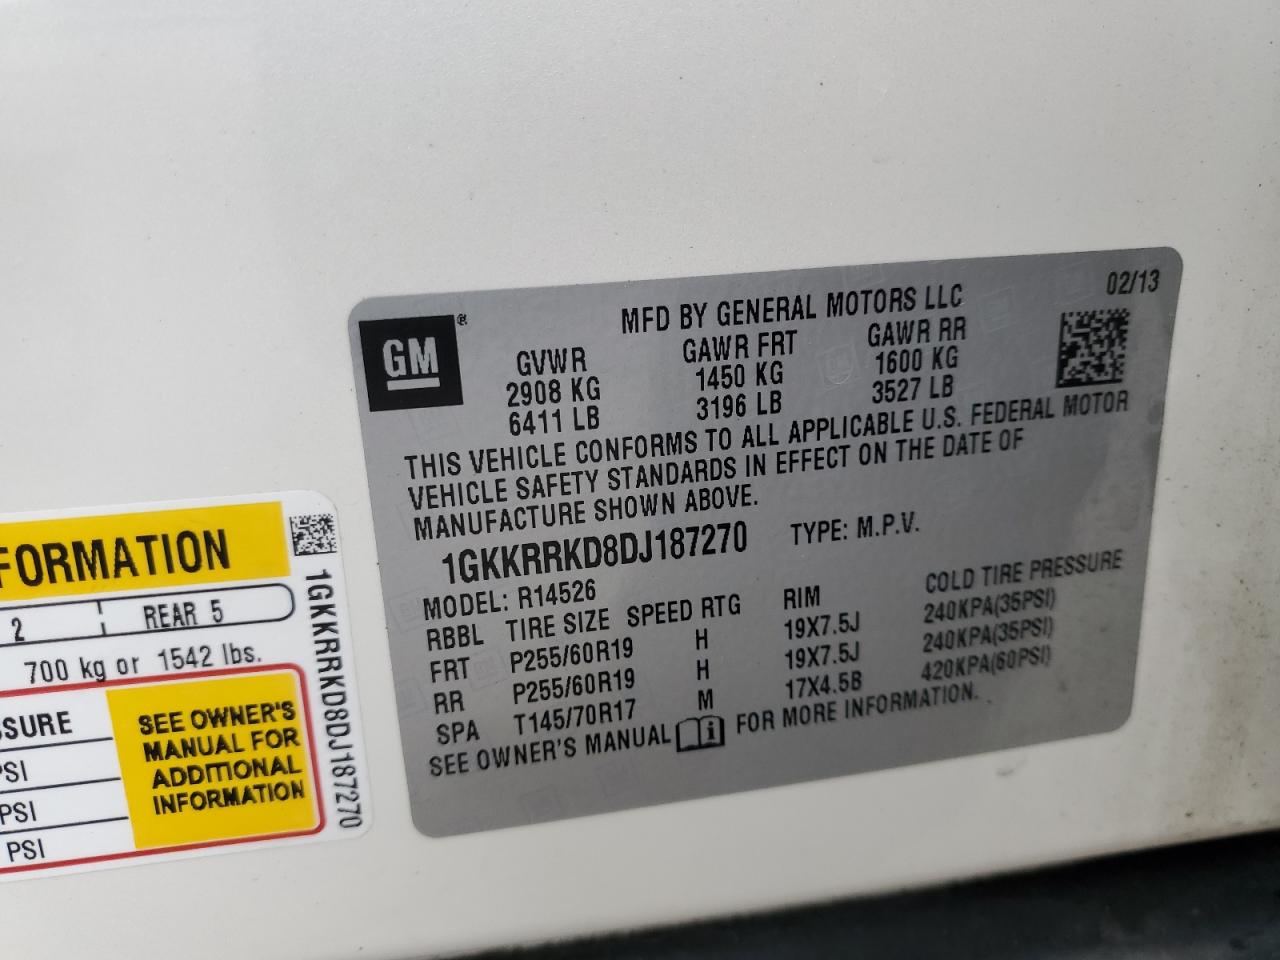 GM®
MFD BY GENERAL MOTORS LLC
02/13
GVWR GAWR FRT GAWR RR
2908 KG 1450 KG 1600 KG
6411 LB 3196 LB 3527 LB
THIS VEHICLE CONFORMS TO ALL APPLICABLE U.S. FEDERAL MOTOR
VEHICLE SAFETY STANDARDS IN EFFECT ON THE DATE OF
MANUFACTURE SHOWN ABOVE.
1GKKRRKD8DJ187270 TYPE: M.P.V.
MODEL: R14526
RBBL TIRE SIZE SPEED RTG RIM COLD TIRE PRESSURE
FRT P255/60R19 H 19X7.5J 240KPA(35PSI)
RR P255/60R19 H 19X7.5J 240KPA(35PSI)
SPA T145/70R17 M 17X4.5B 420KPA(60PSI)
SEE OWNER'S MANUAL i FOR MORE INFORMATION.
FORMATION
2 REAR 5
700 kg or 1542 lbs.
SSURE
PSI
PSI
PSI
SEE OWNER'S
MANUAL FOR
ADDITIONAL
INFORMATION
1GKKRRKD8DJ187270